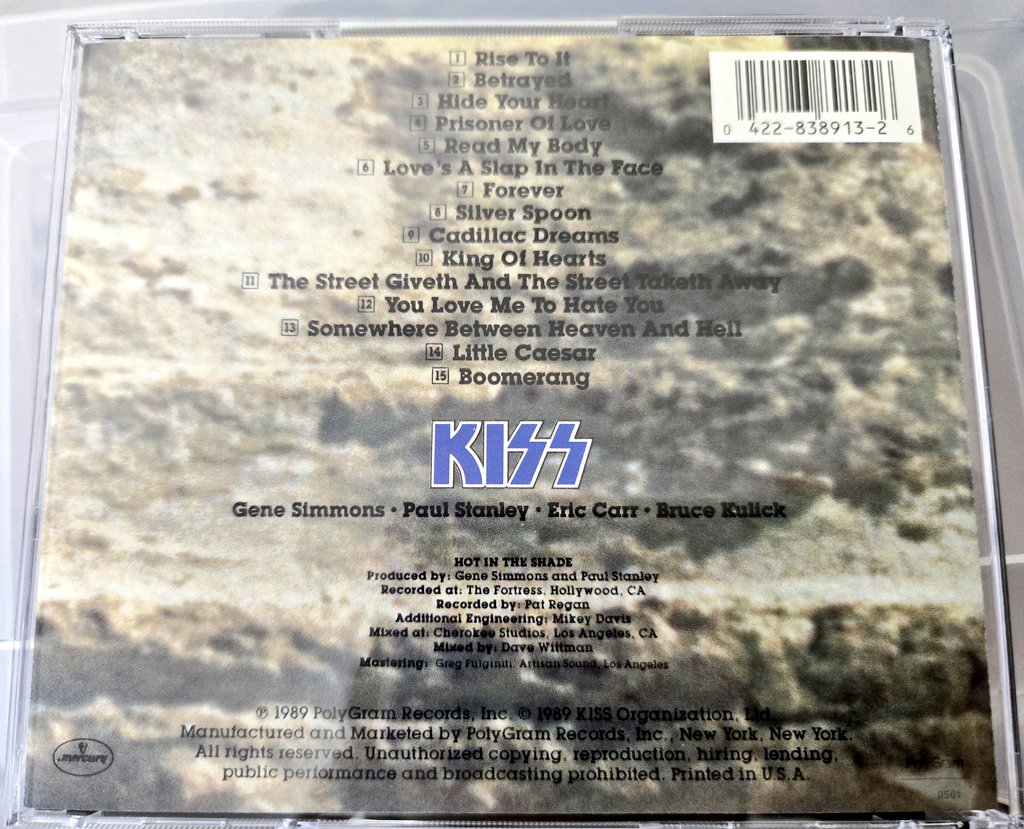 1 Rise To It
2 Betrayed
3 Hide Your Heart
4 Prisoner Of Love
5 Read My Body
6 Love's A Slap In The Face
7 Forever
8 Silver Spoon
9 Cadillac Dreams
10 King Of Hearts
11 The Street Giveth And The Street Taketh Away
12 You Love Me To Hate You
13 Somewhere Between Heaven And Hell
14 Little Caesar
15 Boomerang
0 422-838913-2 6
KISS
Gene Simmons • Paul Stanley • Eric Carr • Bruce Kulick
HOT IN THE SHADE
Produced by: Gene Simmons and Paul Stanley
Recorded at: The Fortress, Hollywood, CA
Recorded by: Pat Regan
Additional Engineering: Mikey Davis
Mixed at: Cherokee Studios, Los Angeles, CA
Mixed by: Dave Wittman
Mastering: Greg Fulginiti, Artisan Sound, Los Angeles
℗ 1989 PolyGram Records, Inc. © 1989 KISS Organization, Ltd.
Manufactured and Marketed by PolyGram Records, Inc., New York, New York.
All rights reserved. Unauthorized copying, reproduction, hiring, lending,
public performance and broadcasting prohibited. Printed in U.S.A.
mercury
PolyGram
0501